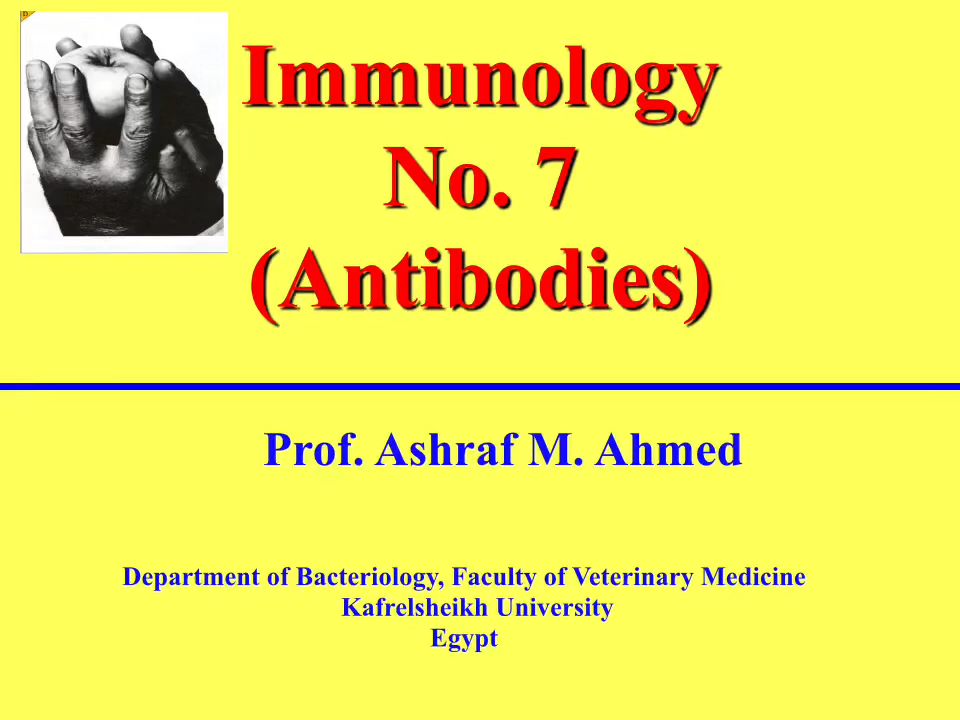 Immunology
No. 7
(Antibodies)
Prof. Ashraf M. Ahmed
Department of Bacteriology, Faculty of Veterinary Medicine
Kafrelsheikh University
Egypt